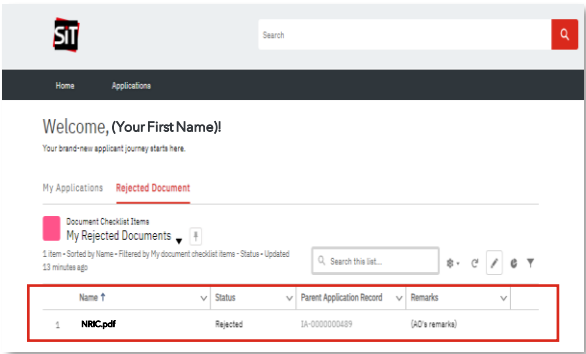 SiT
Search
Home Applications
Welcome, (Your First Name)!
Your brand-new applicant journey starts here.
My Applications Rejected Document
Document Checklist Items
My Rejected Documents
1 item • Sorted by Name • Filtered by My document checklist items - Status • Updated
13 minutes ago
Search this list...
Name ↑ Status Parent Application Record Remarks
1 NRIC.pdf Rejected IA-0000000489 (AO's remarks)